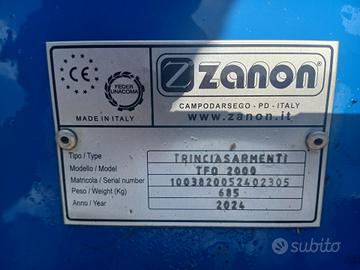 CE
FEDER
UNACOMA
MADE IN ITALY
Zanon®
CAMPODARSEGO - PD - ITALY
www.zanon.it
Tipo / Type TRINCIASARMENTI
Modello / Model TFO 2000
Matricola / Serial number 1003820052402305
Peso / Weight (Kg) 685
Anno / Year 2024
subito